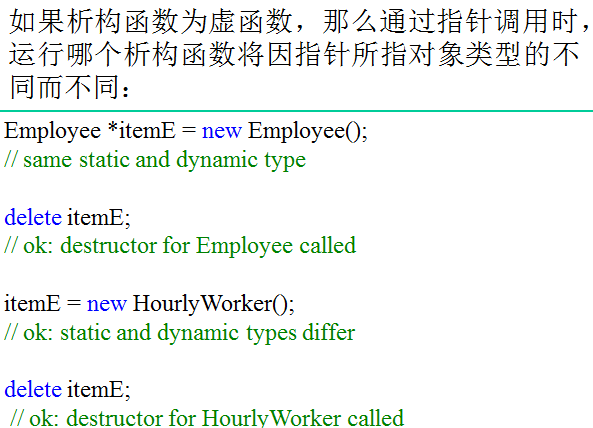 如果析构函数为虚函数，那么通过指针调用时，
运行哪个析构函数将因指针所指对象类型的不
同而不同：
Employee *itemE = new Employee();
// same static and dynamic type
delete itemE;
// ok: destructor for Employee called
itemE = new HourlyWorker();
// ok: static and dynamic types differ
delete itemE;
// ok: destructor for HourlyWorker called